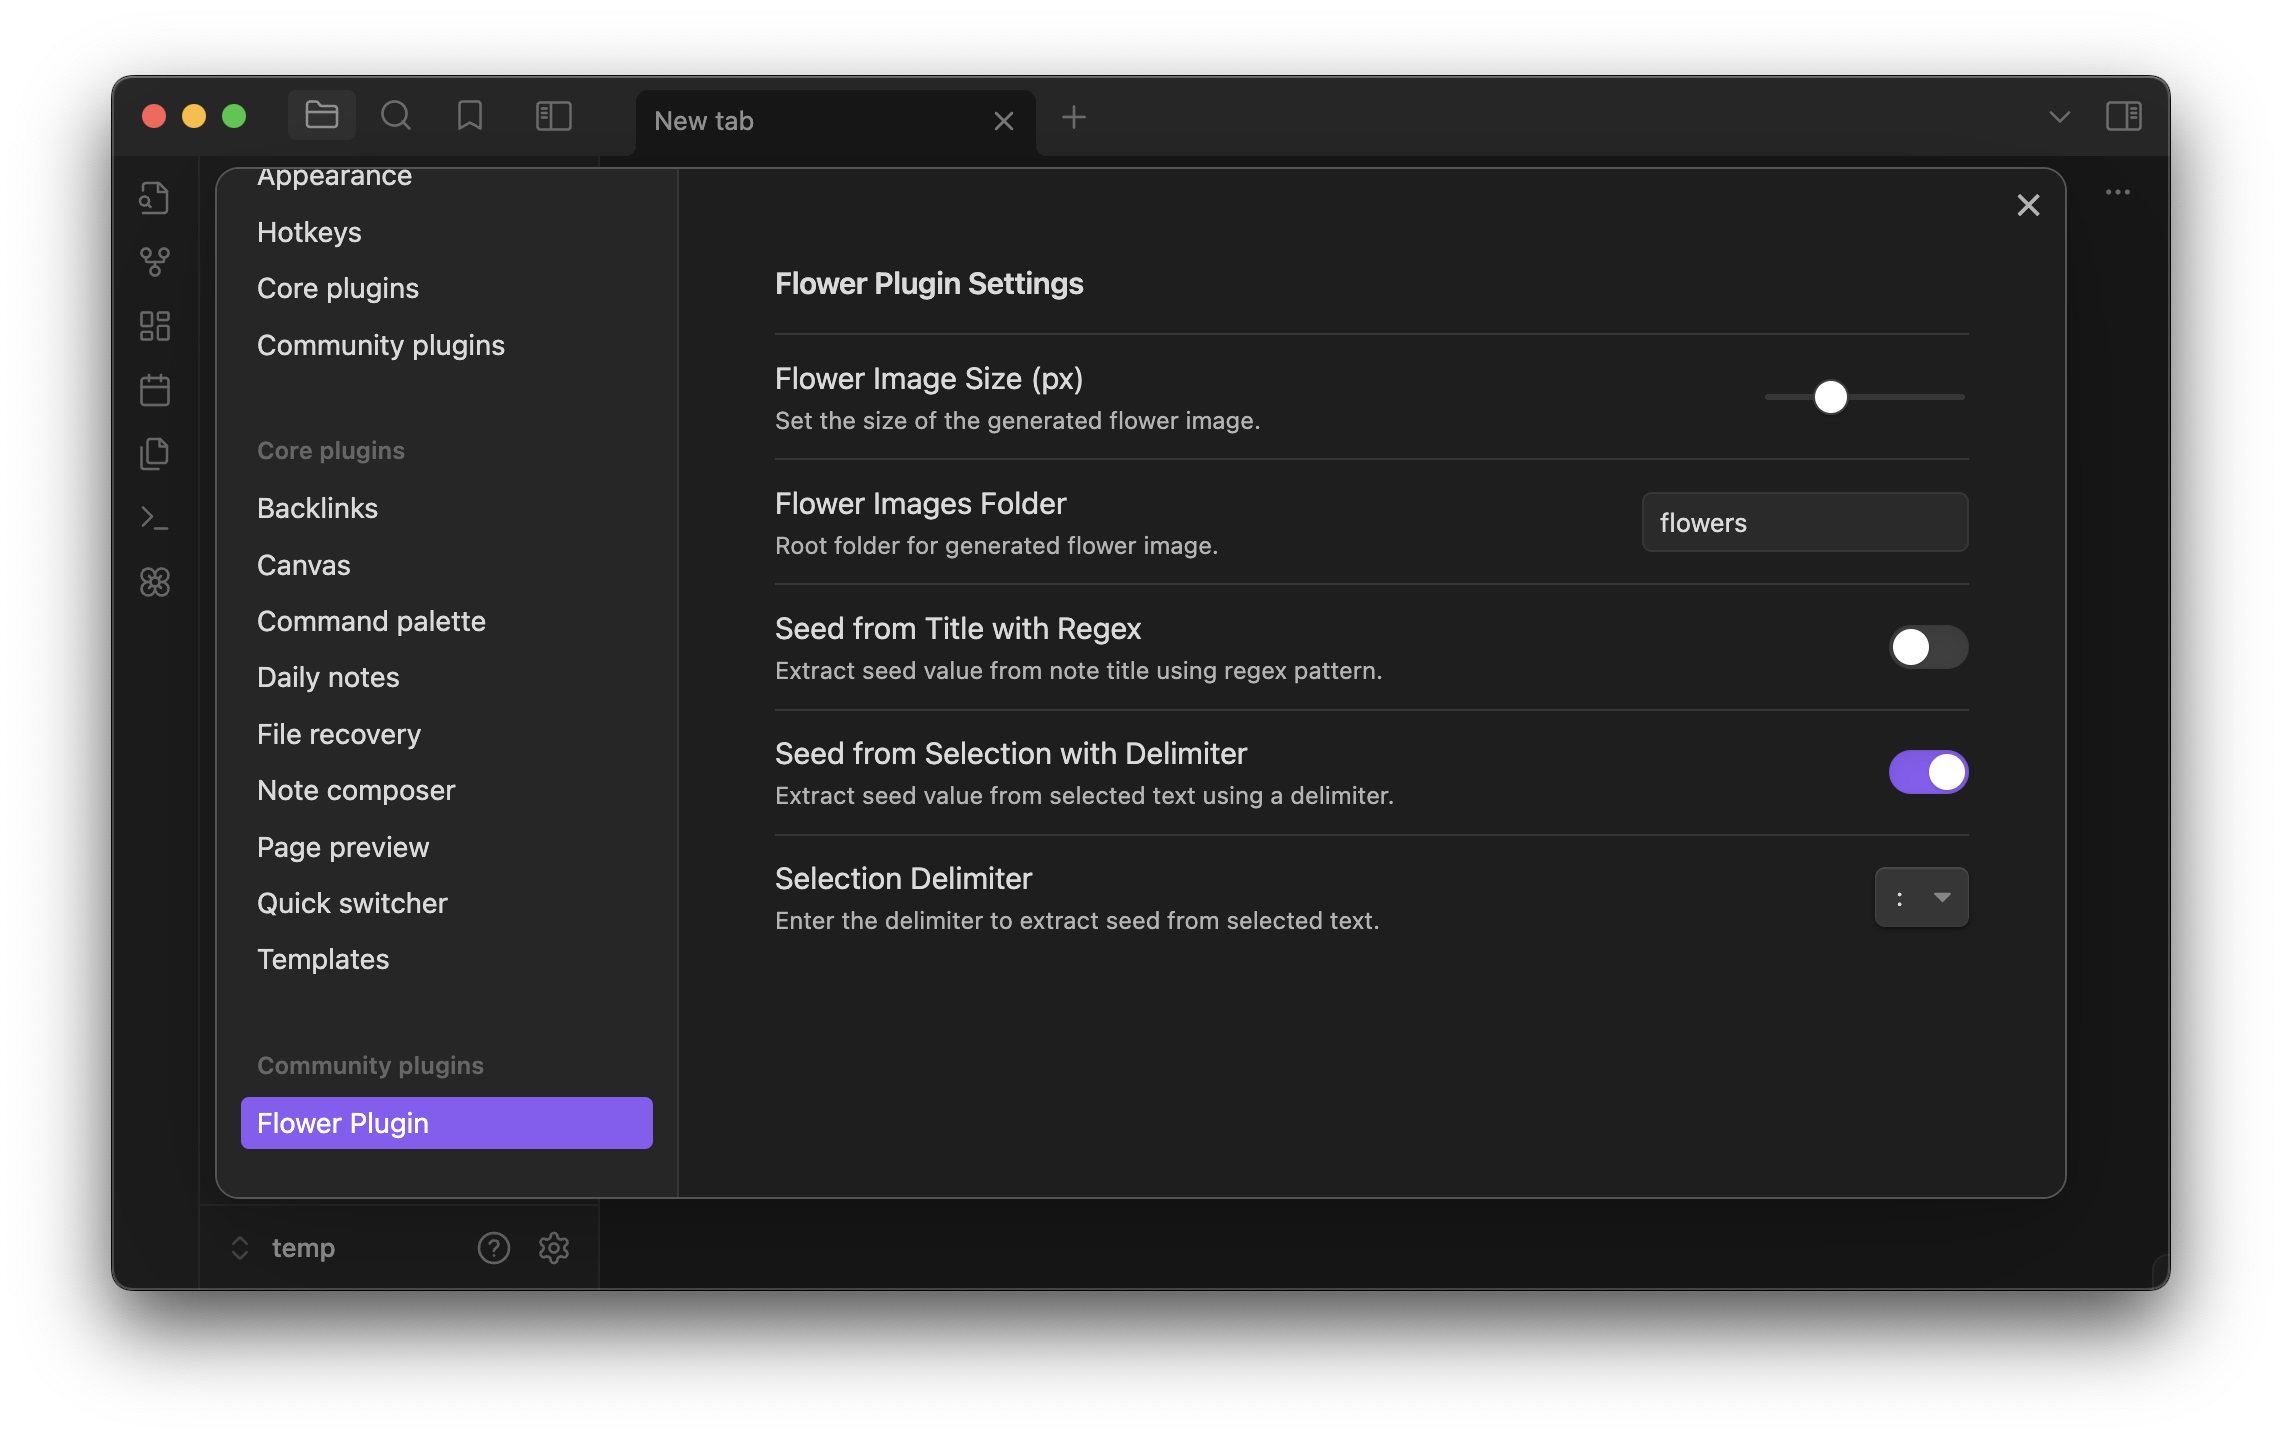 New tab
Appearance
Hotkeys
Core plugins
Community plugins
Core plugins
Backlinks
Canvas
Command palette
Daily notes
File recovery
Note composer
Page preview
Quick switcher
Templates
Community plugins
Flower Plugin
temp
Flower Plugin Settings
Flower Image Size (px)
Set the size of the generated flower image.
Flower Images Folder
Root folder for generated flower image.
flowers
Seed from Title with Regex
Extract seed value from note title using regex pattern.
Seed from Selection with Delimiter
Extract seed value from selected text using a delimiter.
Selection Delimiter
Enter the delimiter to extract seed from selected text.
: